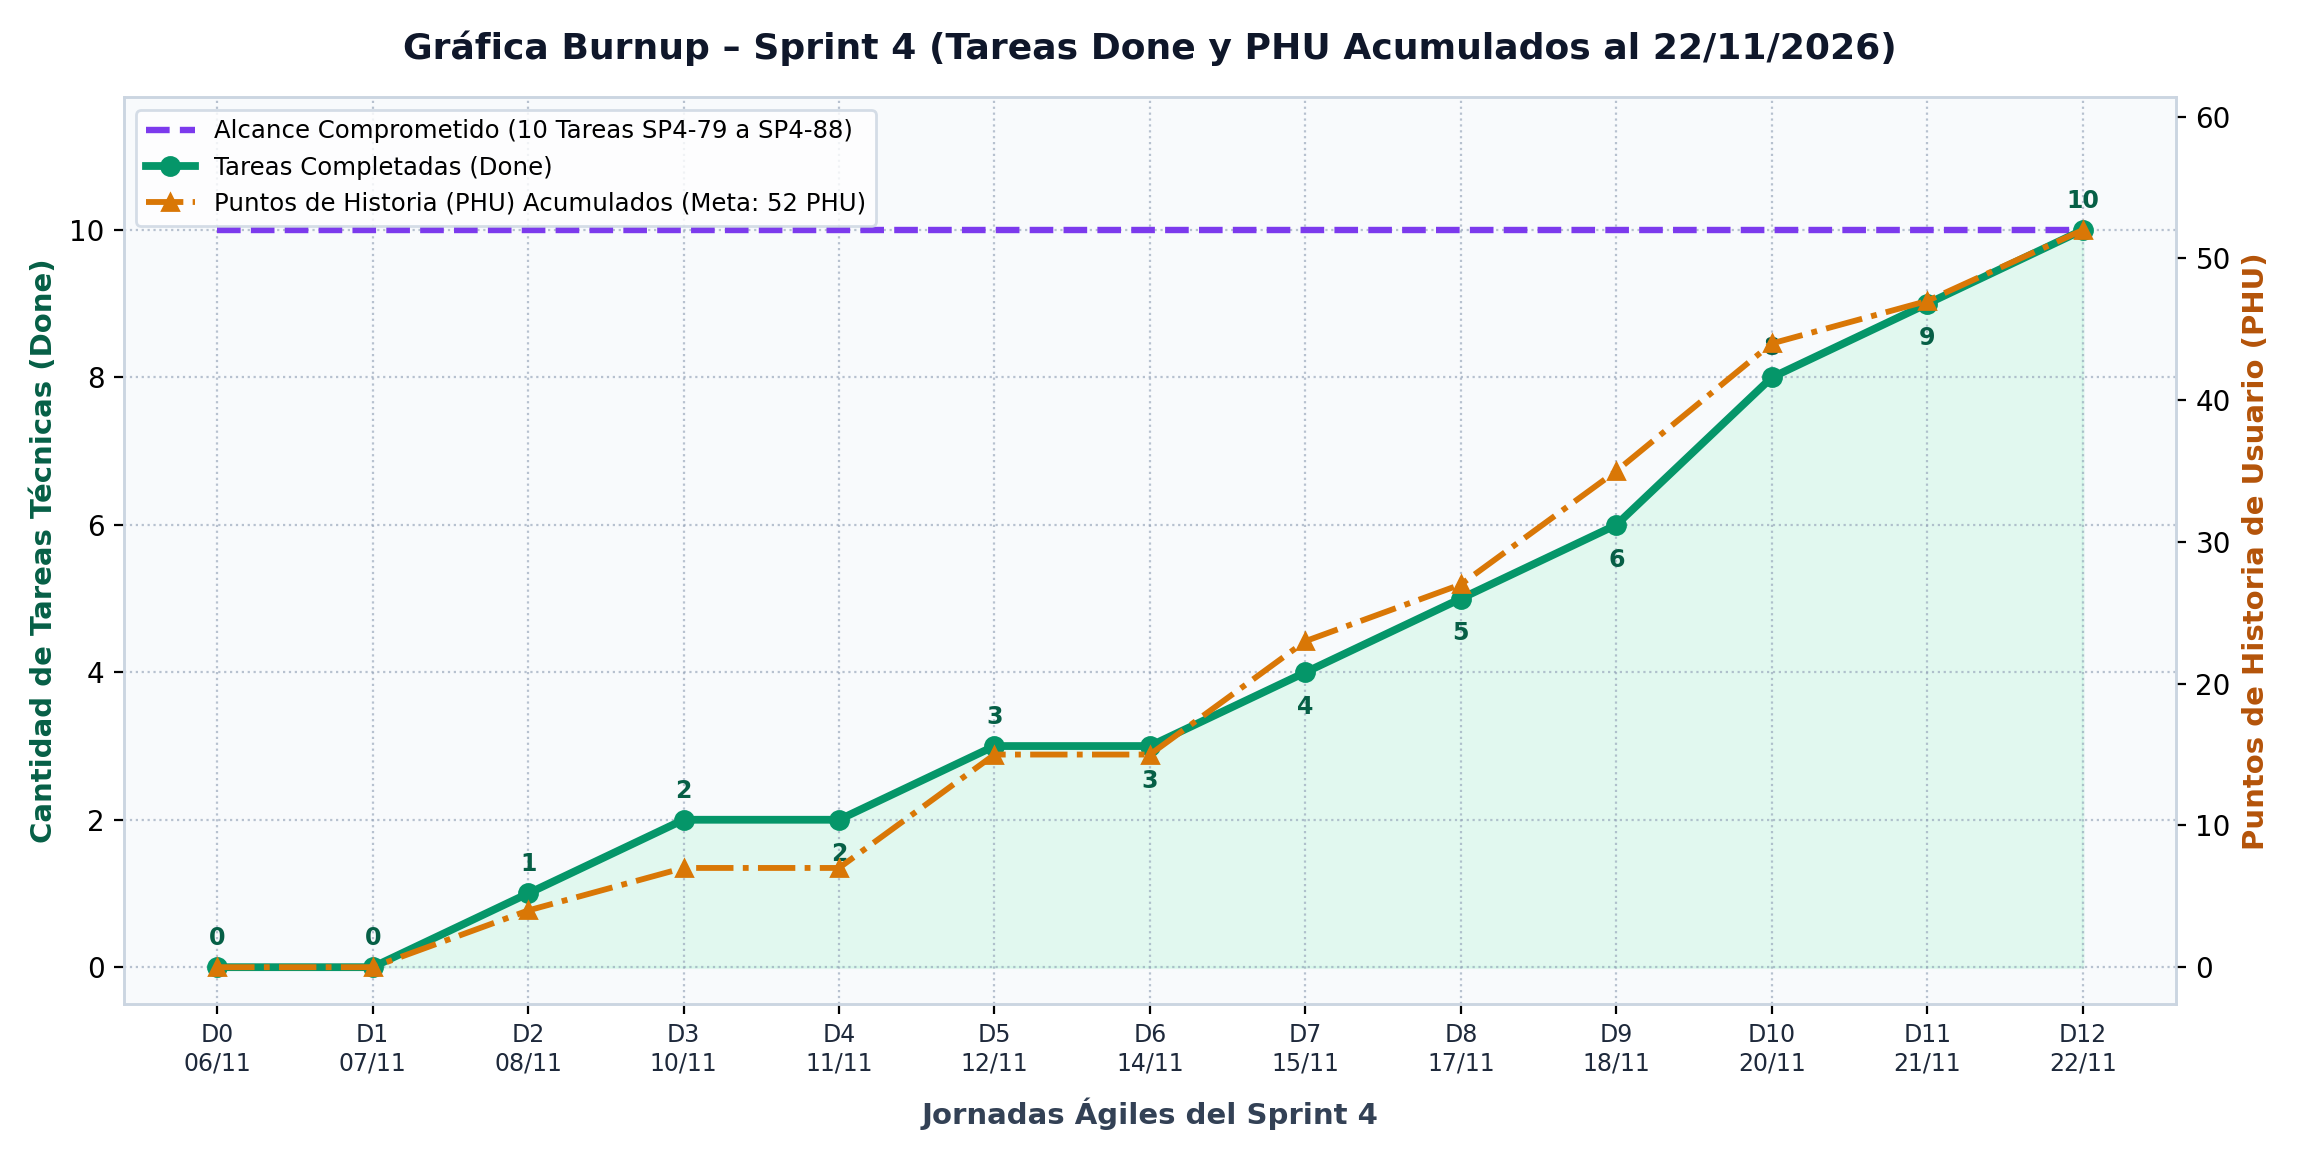 Gráfica Burnup – Sprint 4 (Tareas Done y PHU Acumulados al 22/11/2026)
Alcance Comprometido (10 Tareas SP4-79 a SP4-88)
Tareas Completadas (Done)
Puntos de Historia (PHU) Acumulados (Meta: 52 PHU)
Cantidad de Tareas Técnicas (Done)
10
8
6
4
2
0
0
0
1
2
2
3
3
4
5
6
9
10
60
50
40
30
20
10
0
Puntos de Historia de Usuario (PHU)
D0 D1 D2 D3 D4 D5 D6 D7 D8 D9 D10 D11 D12
06/11 07/11 08/11 10/11 11/11 12/11 14/11 15/11 17/11 18/11 20/11 21/11 22/11
Jornadas Ágiles del Sprint 4